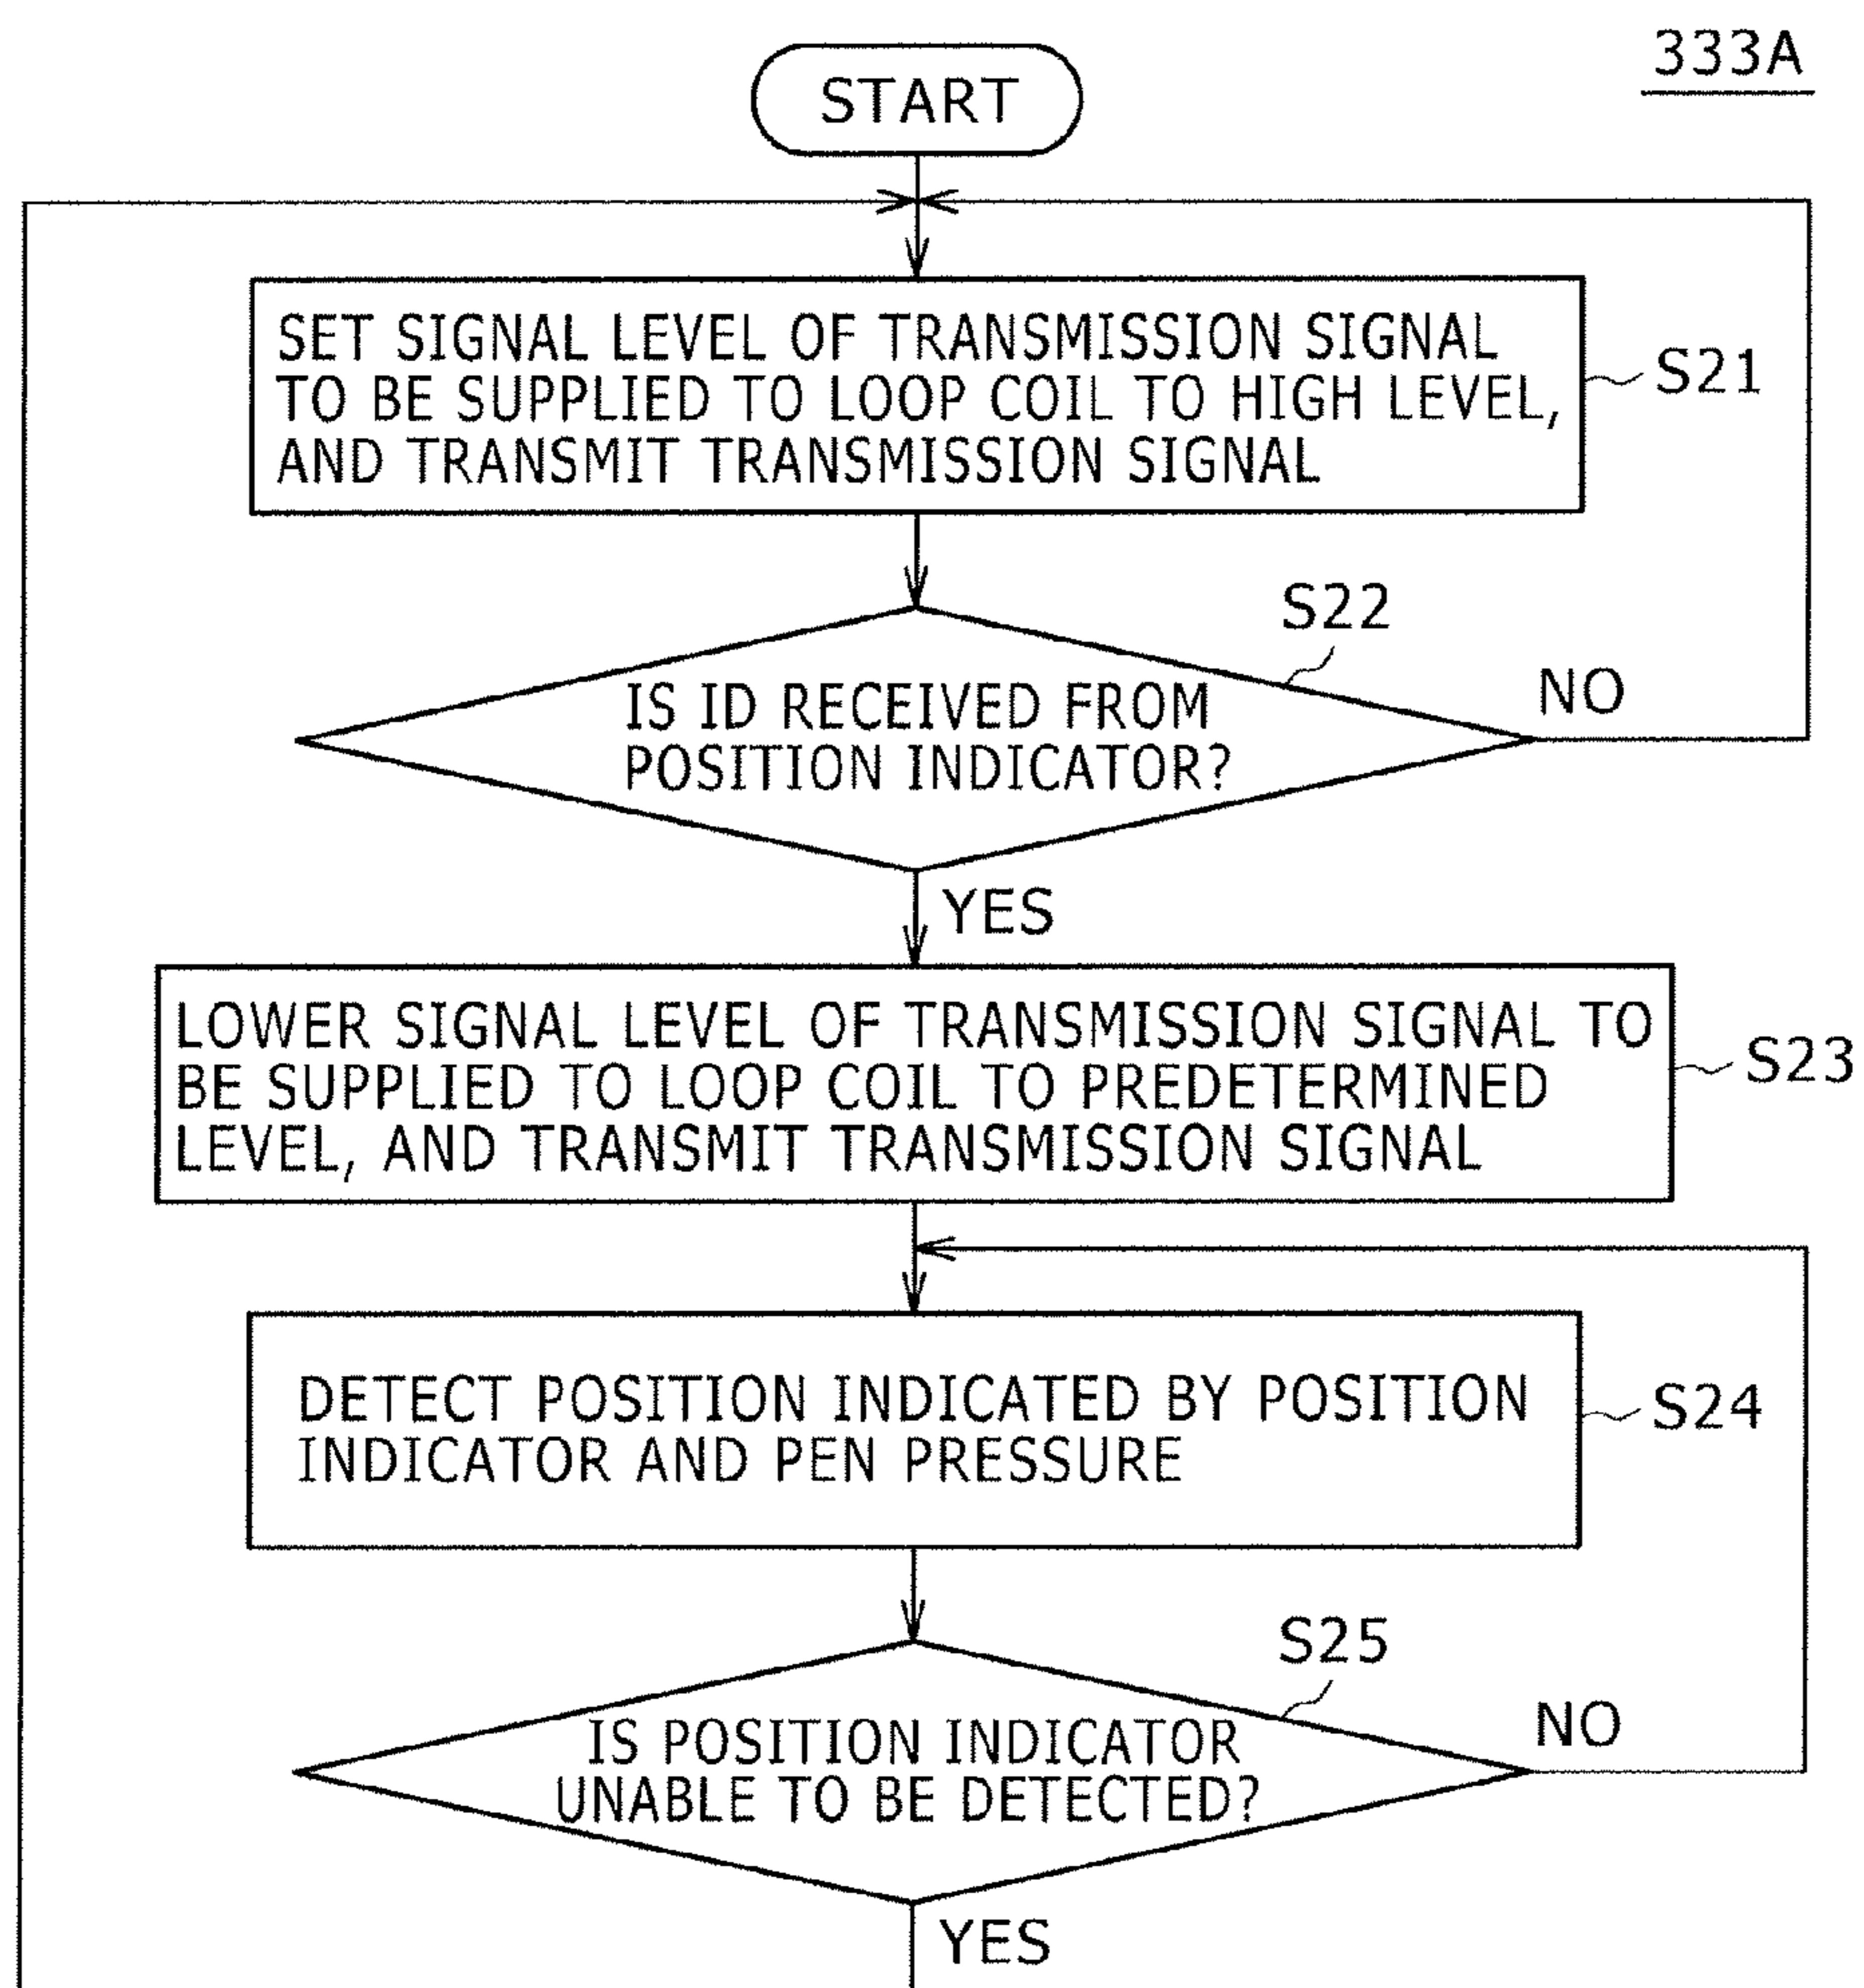 333A
START
SET SIGNAL LEVEL OF TRANSMISSION SIGNAL
TO BE SUPPLIED TO LOOP COIL TO HIGH LEVEL,
AND TRANSMIT TRANSMISSION SIGNAL
S21
S22
IS ID RECEIVED FROM
POSITION INDICATOR?
NO
YES
LOWER SIGNAL LEVEL OF TRANSMISSION SIGNAL TO
BE SUPPLIED TO LOOP COIL TO PREDETERMINED
LEVEL, AND TRANSMIT TRANSMISSION SIGNAL
S23
DETECT POSITION INDICATED BY POSITION
INDICATOR AND PEN PRESSURE
S24
S25
IS POSITION INDICATOR
UNABLE TO BE DETECTED?
NO
YES